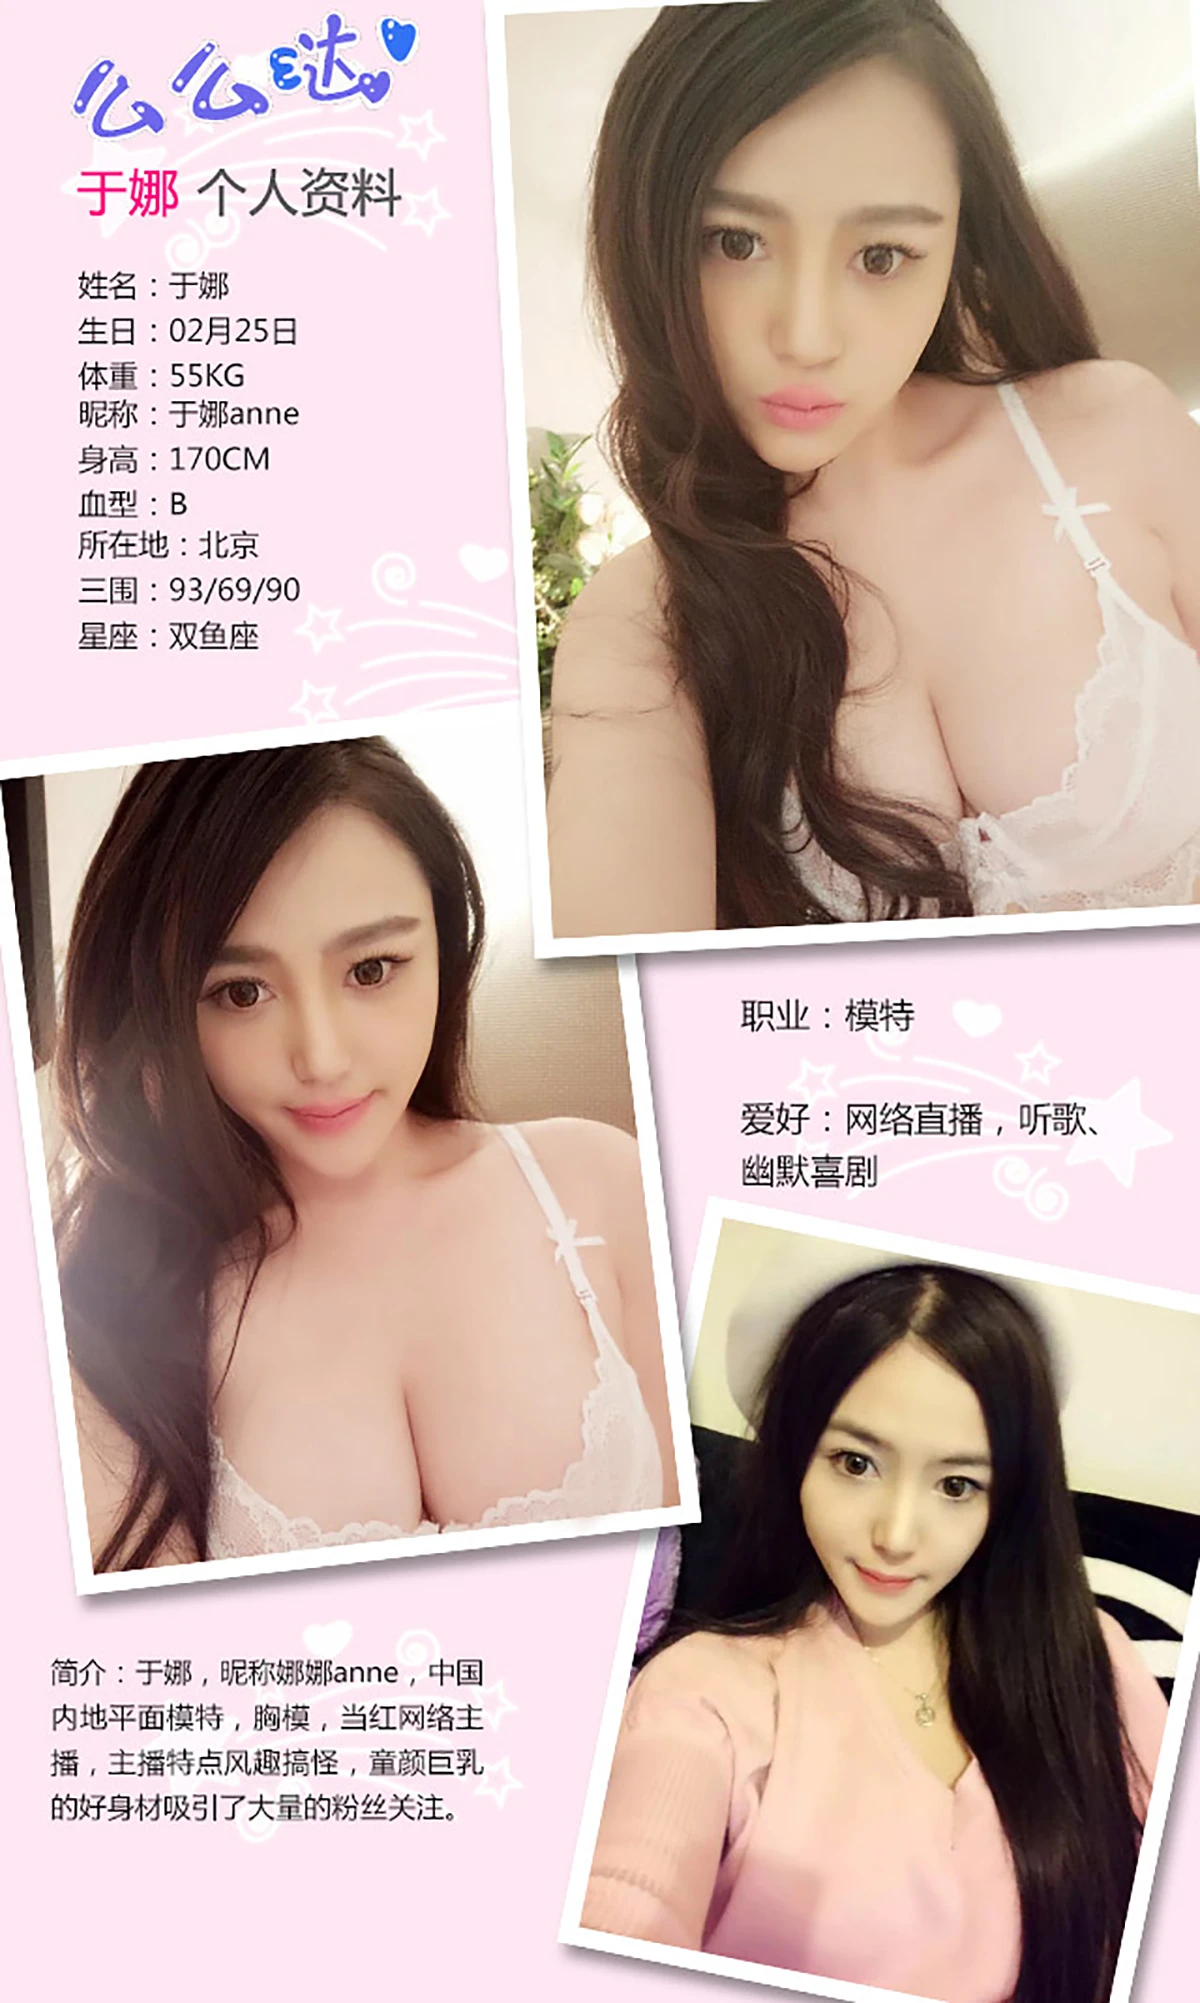 么么哒
于娜 个人资料
姓名：于娜
生日：02月25日
体重：55KG
昵称：于娜anne
身高：170CM
血型：B
所在地：北京
三围：93/69/90
星座：双鱼座
职业：模特
爱好：网络直播，听歌、
幽默喜剧
简介：于娜，昵称娜娜anne，中国
内地平面模特，胸模，当红网络主
播，主播特点风趣搞怪，童颜巨乳
的好身材吸引了大量的粉丝关注。